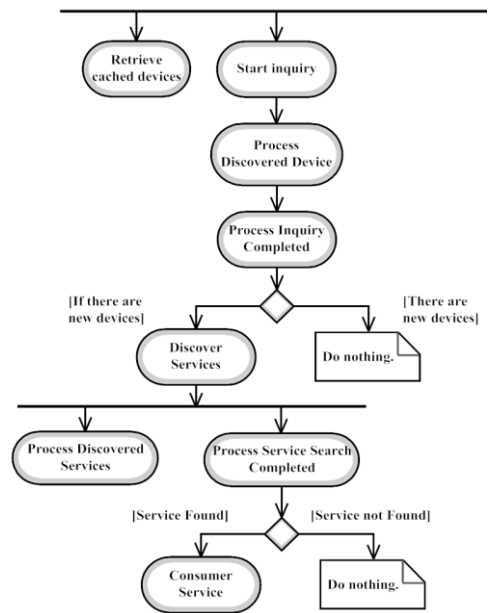 Retrieve
cached devices
Start inquiry
Process
Discovered Device
Process Inquiry
Completed
[If there are
new devices]
[There are
new devices]
Discover
Services
Do nothing.
Process Discovered
Services
Process Service Search
Completed
[Service Found]
[Service not Found]
Consumer
Service
Do nothing.